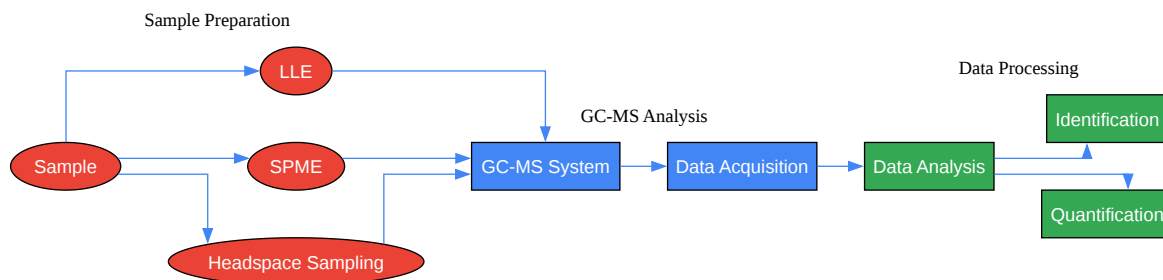 Sample Preparation
LLE
Data Processing
GC-MS Analysis
Identification
Sample
SPME
GC-MS System
Data Acquisition
Data Analysis
Quantification
Headspace Sampling